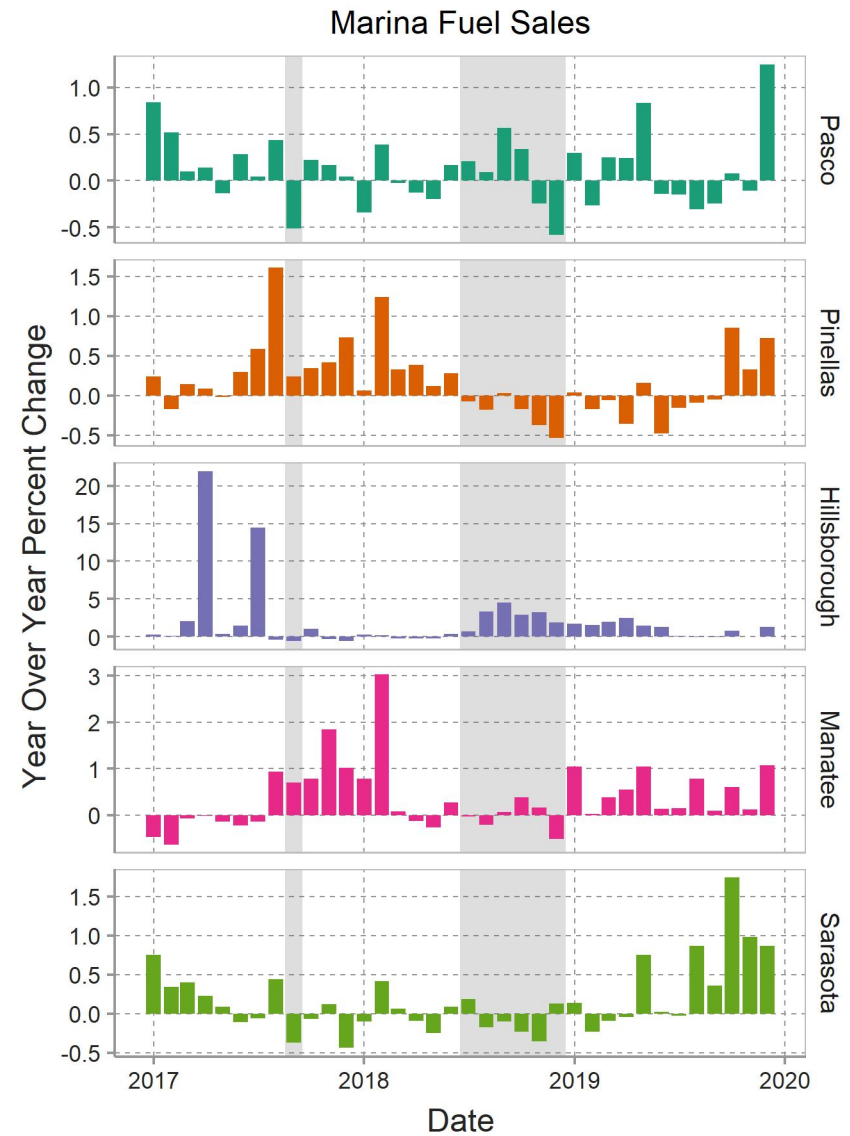 Marina Fuel Sales
Year Over Year Percent Change
1.0
0.5
0.0
-0.5
Pasco
1.5
1.0
0.5
0.0
-0.5
Pinellas
20
15
10
5
0
Hillsborough
3
2
1
0
Manatee
1.5
1.0
0.5
0.0
-0.5
Sarasota
2017 2018 2019 2020
Date